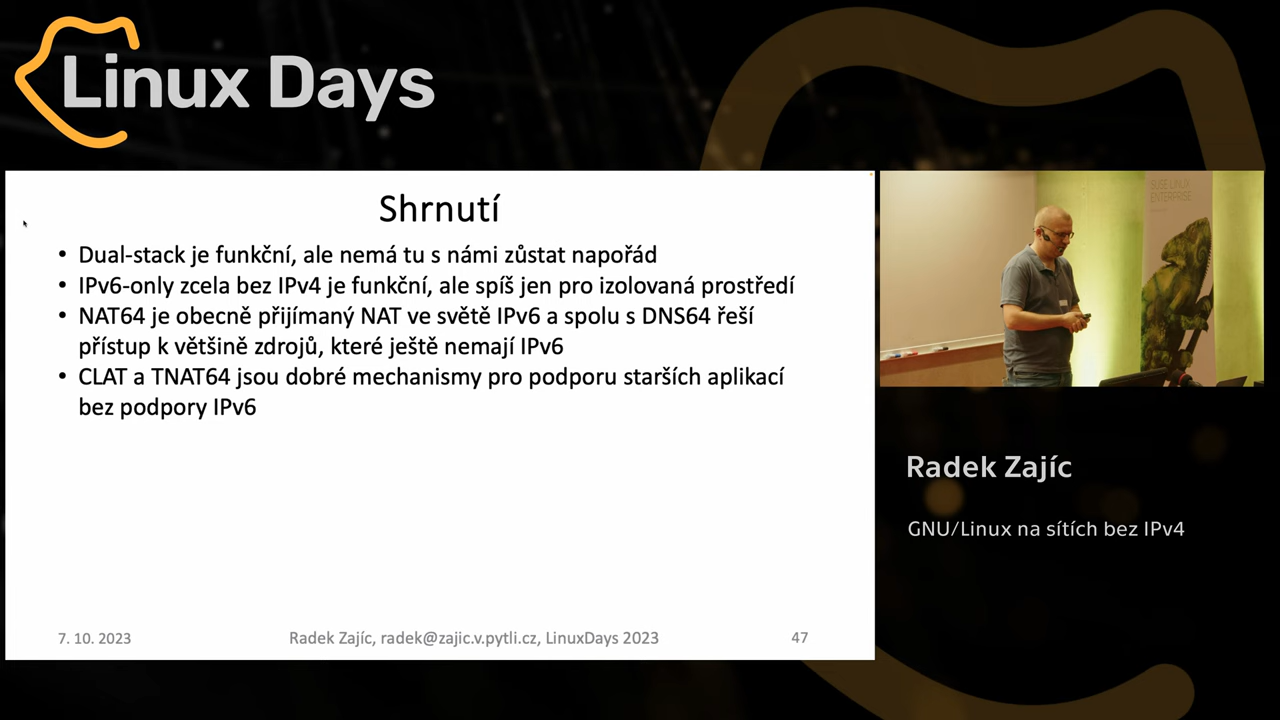 Linux Days
Shrnutí
• Dual-stack je funkční, ale nemá tu s námi zůstat napořád
• IPv6-only zcela bez IPv4 je funkční, ale spíš jen pro izolovaná prostředí
• NAT64 je obecně přijímaný NAT ve světě IPv6 a spolu s DNS64 řeší
přístup k většině zdrojů, které ještě nemají IPv6
• CLAT a TNAT64 jsou dobré mechanismy pro podporu starších aplikací
bez podpory IPv6
7. 10. 2023
Radek Zajíc, radek@zajic.v.pytli.cz, LinuxDays 2023
47
SUSE LINUX
ENTERPRISE
Radek Zajíc
GNU/Linux na sítích bez IPv4